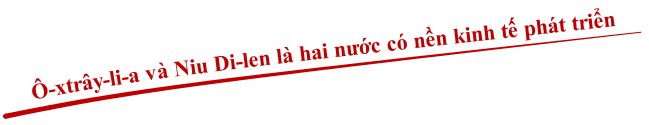 Ô-xtrây-li-a và Niu Di-len là hai nước có nền kinh tế phát triển